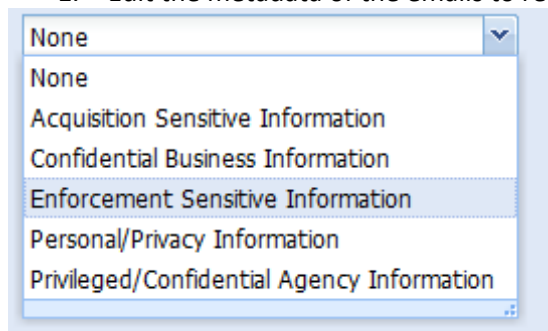 None
None
Acquisition Sensitive Information
Confidential Business Information
Enforcement Sensitive Information
Personal/Privacy Information
Privileged/Confidential Agency Information